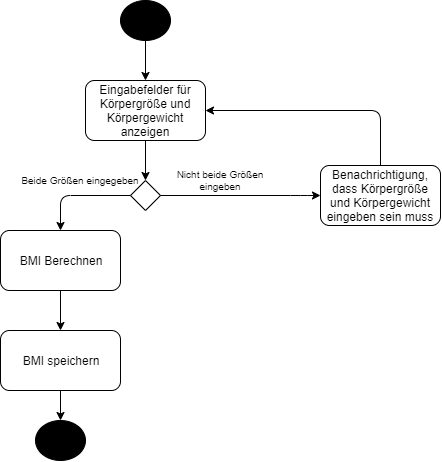 Eingabefelder für
Körpergröße und
Körpergewicht
anzeigen
Beide Größen eingegeben
Nicht beide Größen
eingeben
Benachrichtigung,
dass Körpergröße
und Körpergewicht
eingeben sein muss
BMI Berechnen
BMI speichern